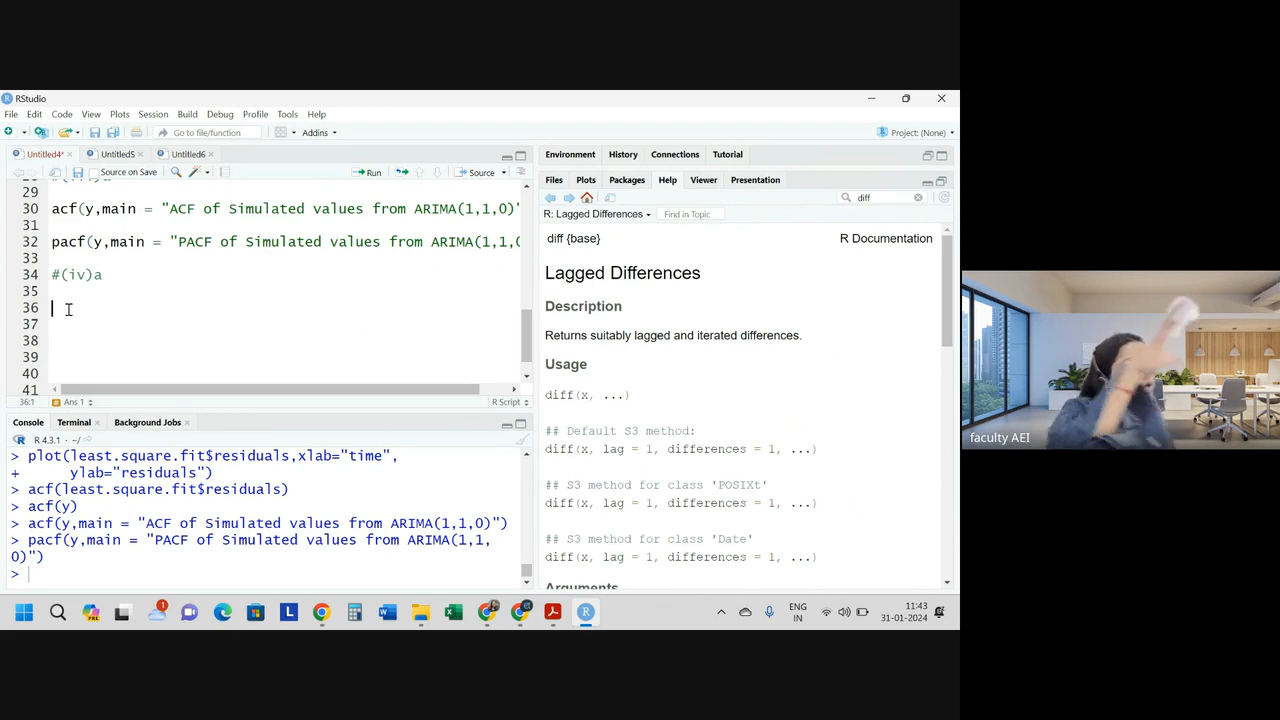 RStudio
File Edit Code View Plots Session Build Debug Profile Tools Help
Go to file/function Addins Project: (None)
Untitled4* Untitled5 Untitled6
Source on Save Run Source
29
30 acf(y,main = "ACF of Simulated values from ARIMA(1,1,0)"
31
32 pacf(y,main = "PACF of Simulated values from ARIMA(1,1,0
33
34 #(iv)a
35
36
37
38
39
40
41
36:1 Ans 1 R Script
Console Terminal Background Jobs
R 4.3.1 · ~/
> plot(least.square.fit$residuals,xlab="time",
+ ylab="residuals")
> acf(least.square.fit$residuals)
> acf(y)
> acf(y,main = "ACF of Simulated values from ARIMA(1,1,0)")
> pacf(y,main = "PACF of Simulated values from ARIMA(1,1,
0)")
>
Environment History Connections Tutorial
Files Plots Packages Help Viewer Presentation
diff
R: Lagged Differences Find in Topic
diff {base} R Documentation
Lagged Differences
Description
Returns suitably lagged and iterated differences.
Usage
diff(x, ...)
## Default S3 method:
diff(x, lag = 1, differences = 1, ...)
## S3 method for class 'POSIXt'
diff(x, lag = 1, differences = 1, ...)
## S3 method for class 'Date'
diff(x, lag = 1, differences = 1, ...)
Arguments
faculty AEI
1
ENG
IN
11:43
31-01-2024